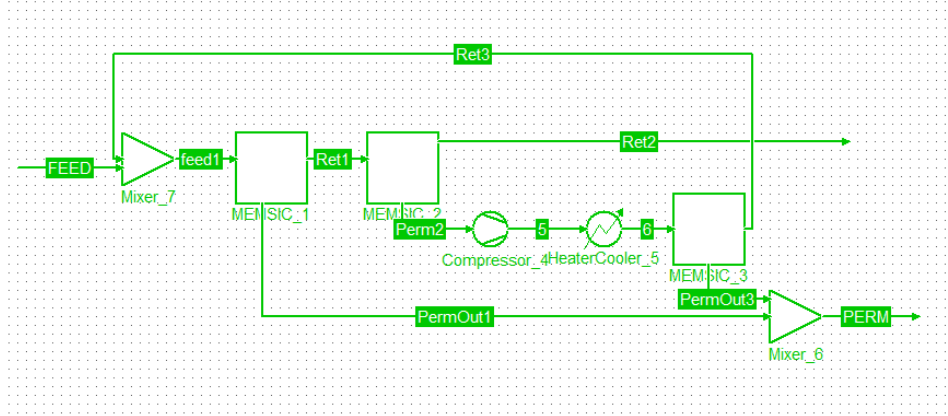 Ret3
FEED
feed1
Ret1
Ret2
Mixer_7
MEMSIC_1
MEMSIC_2
Perm2
5
6
Compressor_4
HeaterCooler_5
MEMSIC_3
PermOut3
PermOut1
PERM
Mixer_6